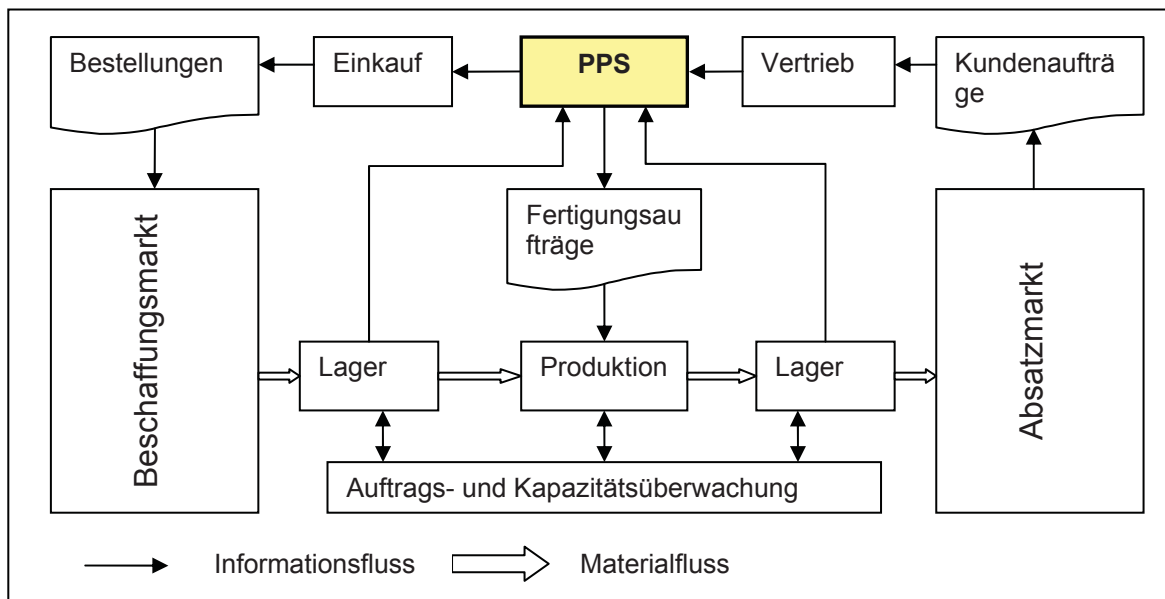 Bestellungen
Einkauf
PPS
Vertrieb
Kundenaufträ
ge
Beschaffungsmarkt
Fertigungsau
fträge
Absatzmarkt
Lager
Produktion
Lager
Auftrags- und Kapazitätsüberwachung
Informationsfluss
Materialfluss